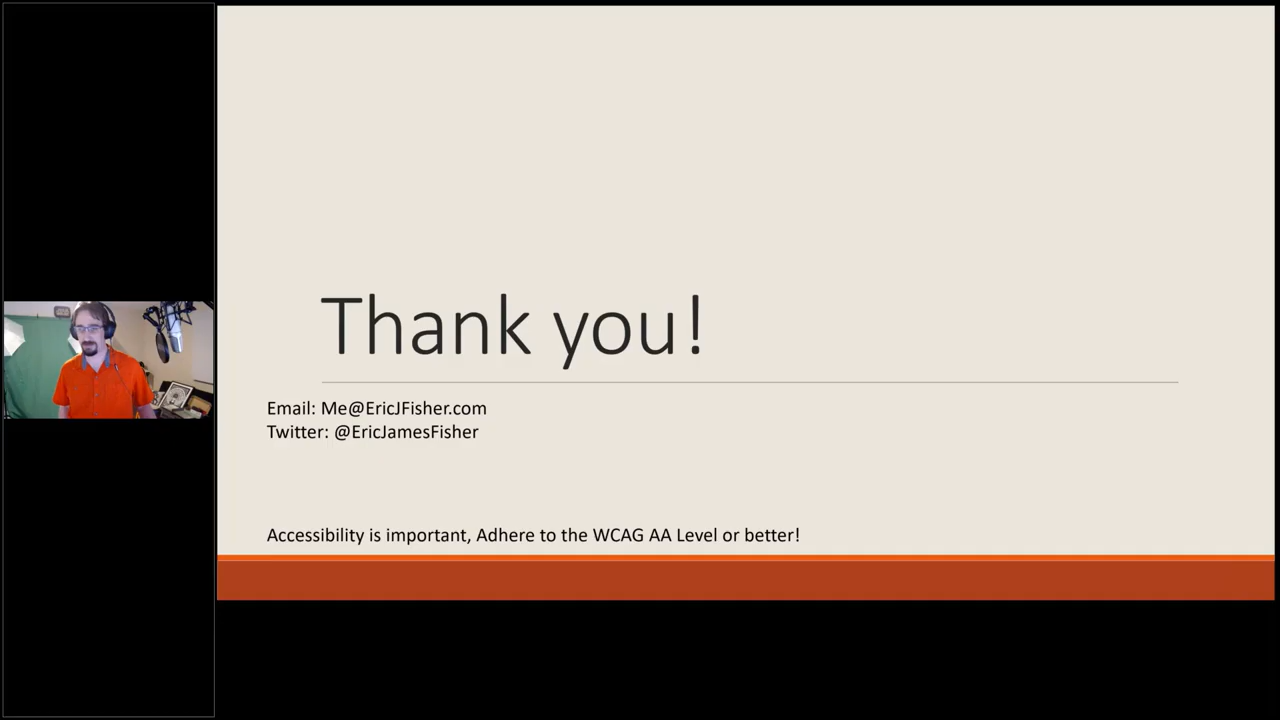 Thank you!
Email: Me@EricJFisher.com
Twitter: @EricJamesFisher
Accessibility is important, Adhere to the WCAG AA Level or better!